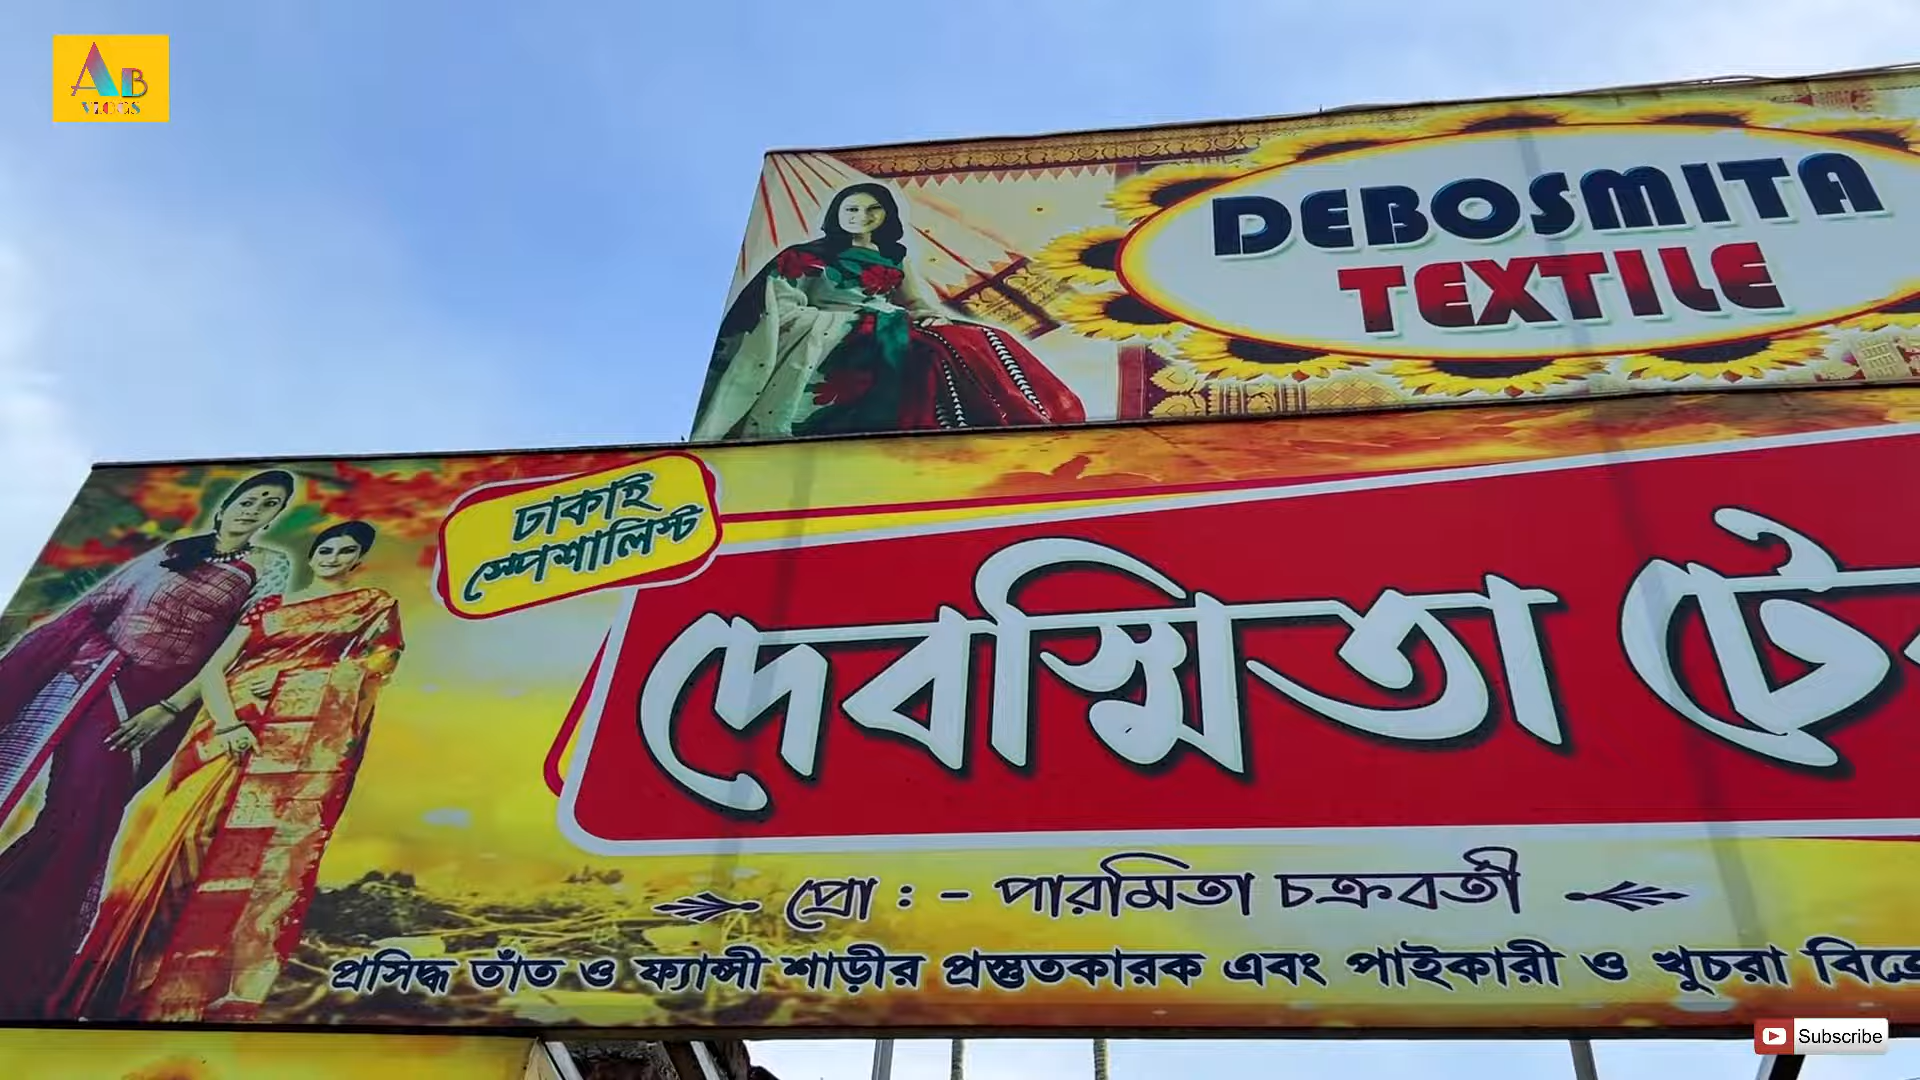 AB
VLOGS
DEBOSMITA
TEXTILE
ঢাকাই
স্পেশালিস্ট
দেবস্মিতা
প্রো : - পারমিতা চক্রবর্তী
প্রসিদ্ধ তাঁত ও ফ্যান্সী শাড়ীর প্রস্তুতকারক এবং পাইকারী ও খুচরা
Subscribe